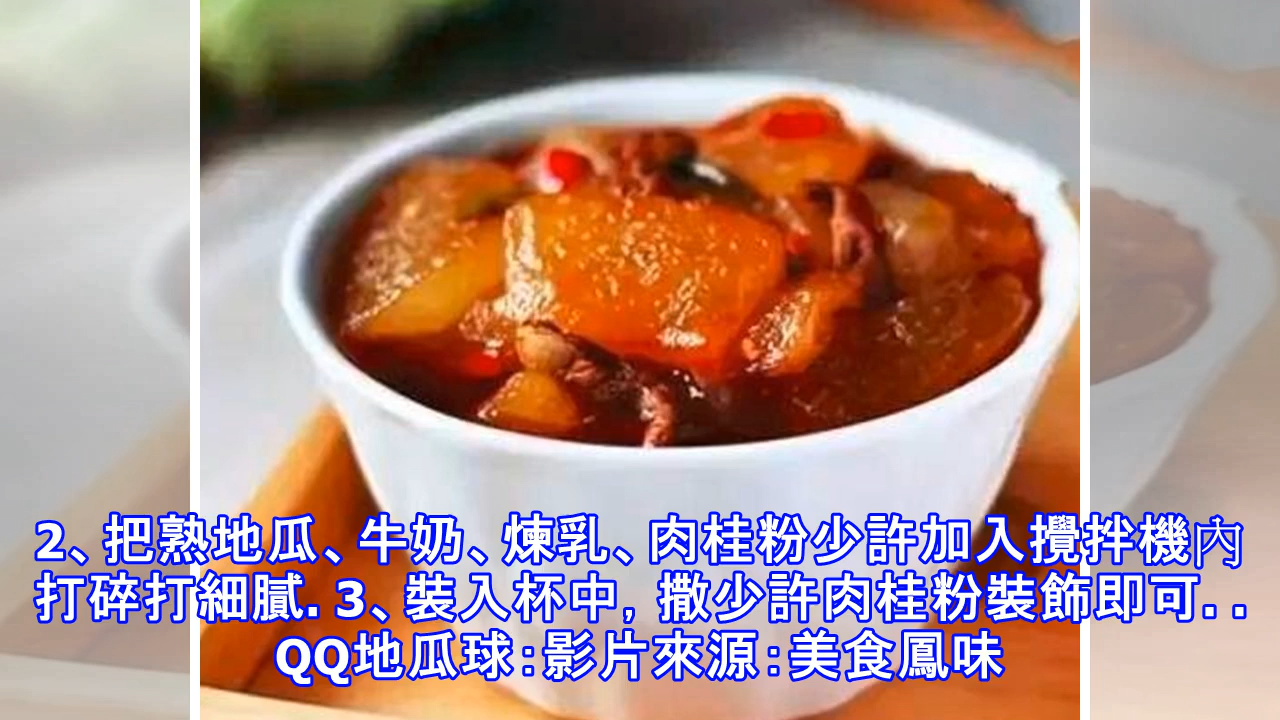 2、把熟地瓜、牛奶、煉乳、肉桂粉少許加入攪拌機內
打碎打細膩.3、裝入杯中,撒少許肉桂粉裝飾即可..
QQ地瓜球:影片來源:美食鳳味